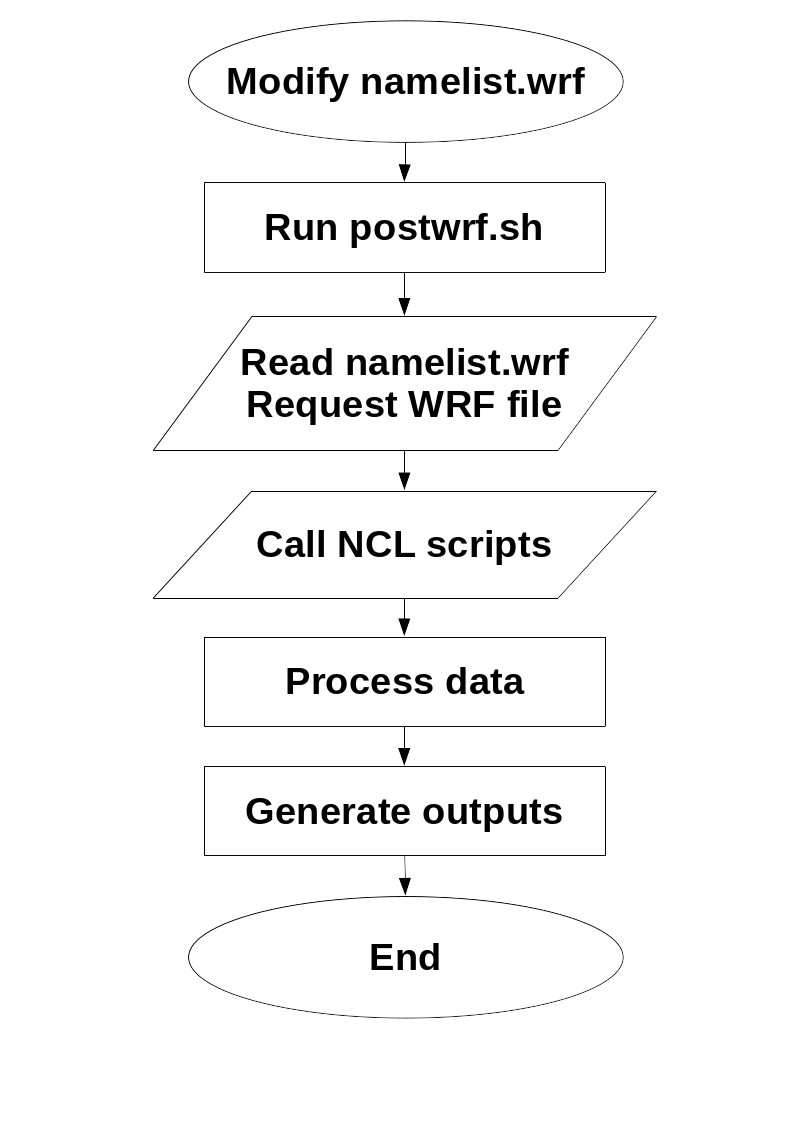 Modify namelist.wrf
Run postwrf.sh
Read namelist.wrf
Request WRF file
Call NCL scripts
Process data
Generate outputs
End